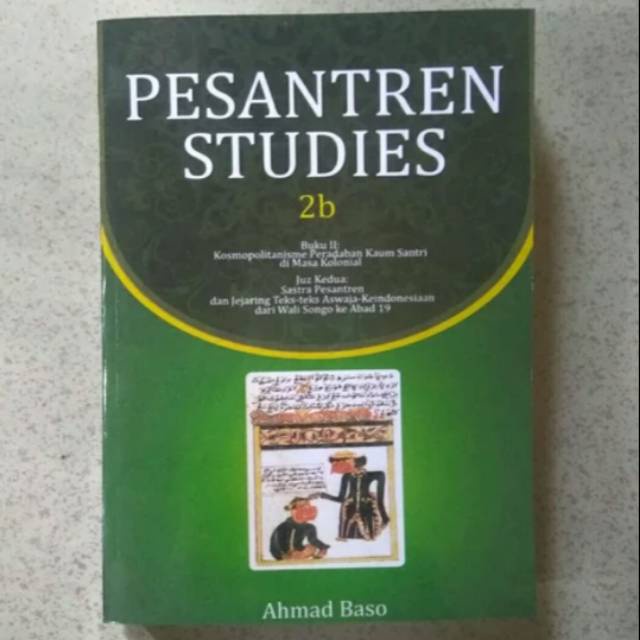 PESANTREN
STUDIES
2b
Buku II:
Kosmopolitanisme Peradaban Kaum Santri
di Masa Kolonial
Juz Kedua:
Sastra Pesantren
dan Jejaring Teks-teks Aswaja-Keindonesiaan
dari Wali Songo ke Abad 19
Ahmad Baso